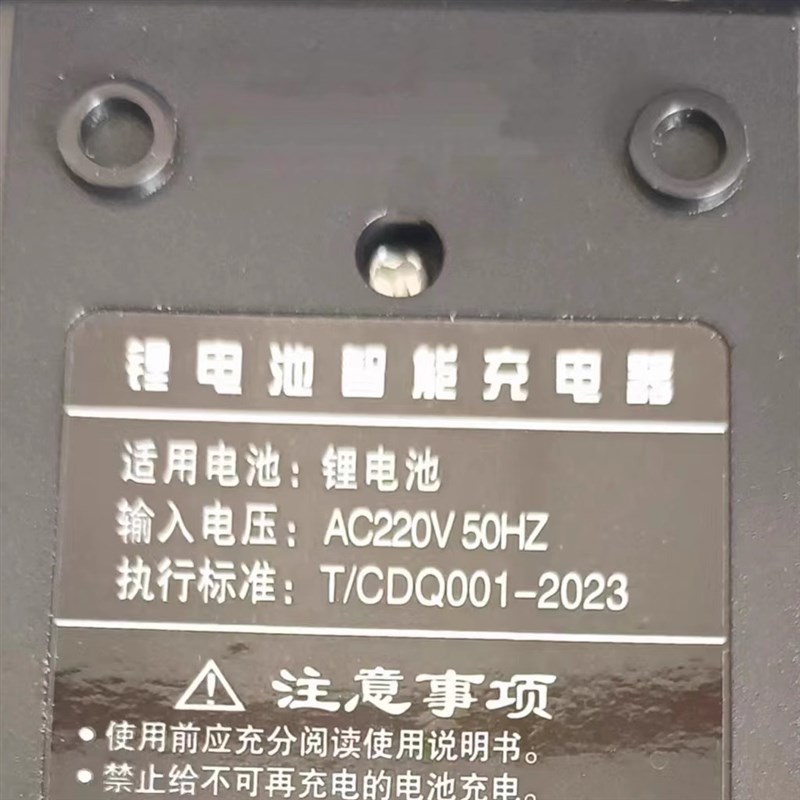 锂电池智能充电器
适用电池：锂电池
输入电压：AC220V 50HZ
执行标准：T/CDQ001-2023
注意事项
•使用前应充分阅读使用说明书。
•禁止给不可再充电的电池充电。